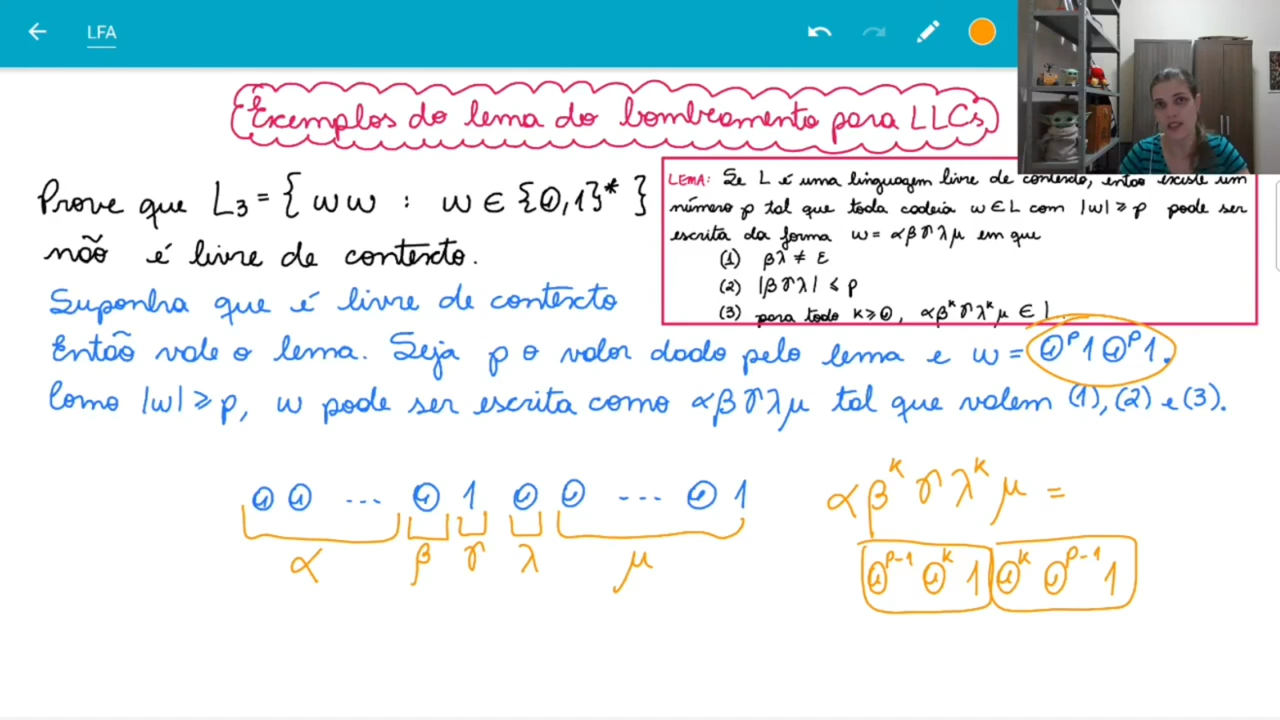 LFA
Exemplos do lema do bombeamento para LLCs
Prove que L₃ = { ww : w ∈ {0,1}* }
não é livre de contexto.
LEMA: Se L é uma linguagem livre de contexto, então existe um
número p tal que toda cadeia w ∈ L com |w| ≥ p pode ser
escrita da forma w = αβγλμ em que
(1) βλ ≠ ε
(2) |βγλ| ≤ p
(3) para todo k ≥ 0, αβᵏγλᵏμ ∈ L.
Suponha que é livre de contexto
Então vale o lema. Seja p o valor dado pelo lema e w = 0ᵖ10ᵖ1.
Como |w| ≥ p, w pode ser escrita como αβγλμ tal que valem (1), (2) e (3).
0 0 ... 0 1 0 0 ... 0 1
α β γ λ μ
αβᵏγλᵏμ =
0ᵖ⁻¹ 0ᵏ 1 0ᵏ 0ᵖ⁻¹ 1